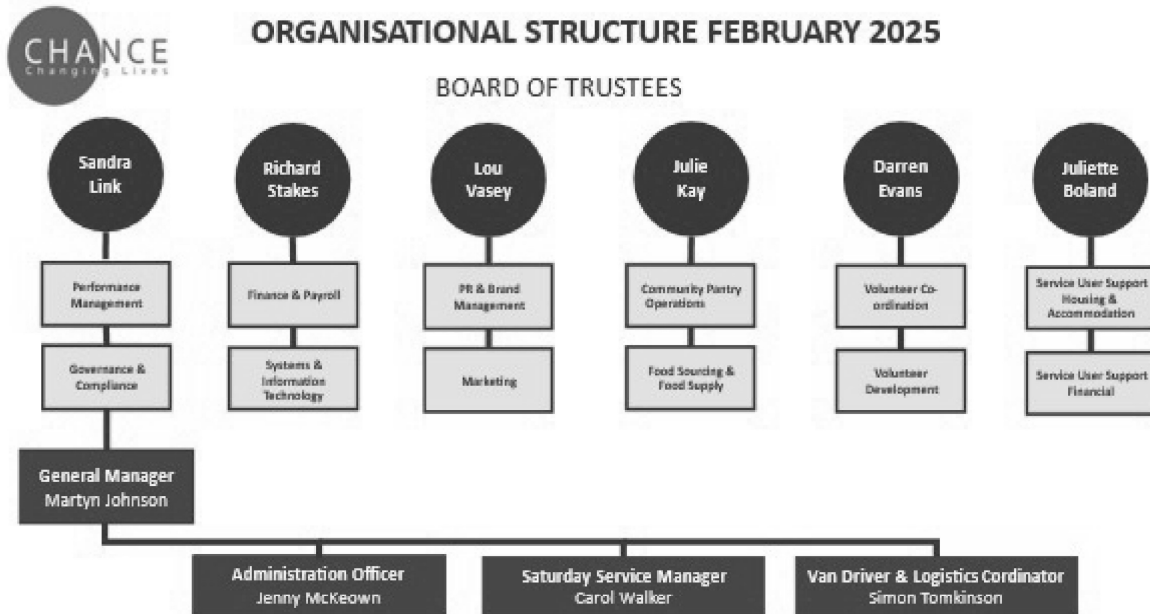 CHANCE
Changing Lives
ORGANISATIONAL STRUCTURE FEBRUARY 2025
BOARD OF TRUSTEES
Sandra
Link
Richard
Stakes
Lou
Vasey
Julie
Kay
Darren
Evans
Juliette
Boland
Performance
Management
Finance & Payroll
PR & Brand
Management
Community Pantry
Operations
Volunteer Co-
ordination
Service User Support
Housing &
Accommodation
Governance &
Compliance
Systems &
Information
Technology
Marketing
Food Sourcing &
Food Supply
Volunteer
Development
Service User Support
Financial
General Manager
Martyn Johnson
Administration Officer
Jenny McKeown
Saturday Service Manager
Carol Walker
Van Driver & Logistics Cordinator
Simon Tomkinson